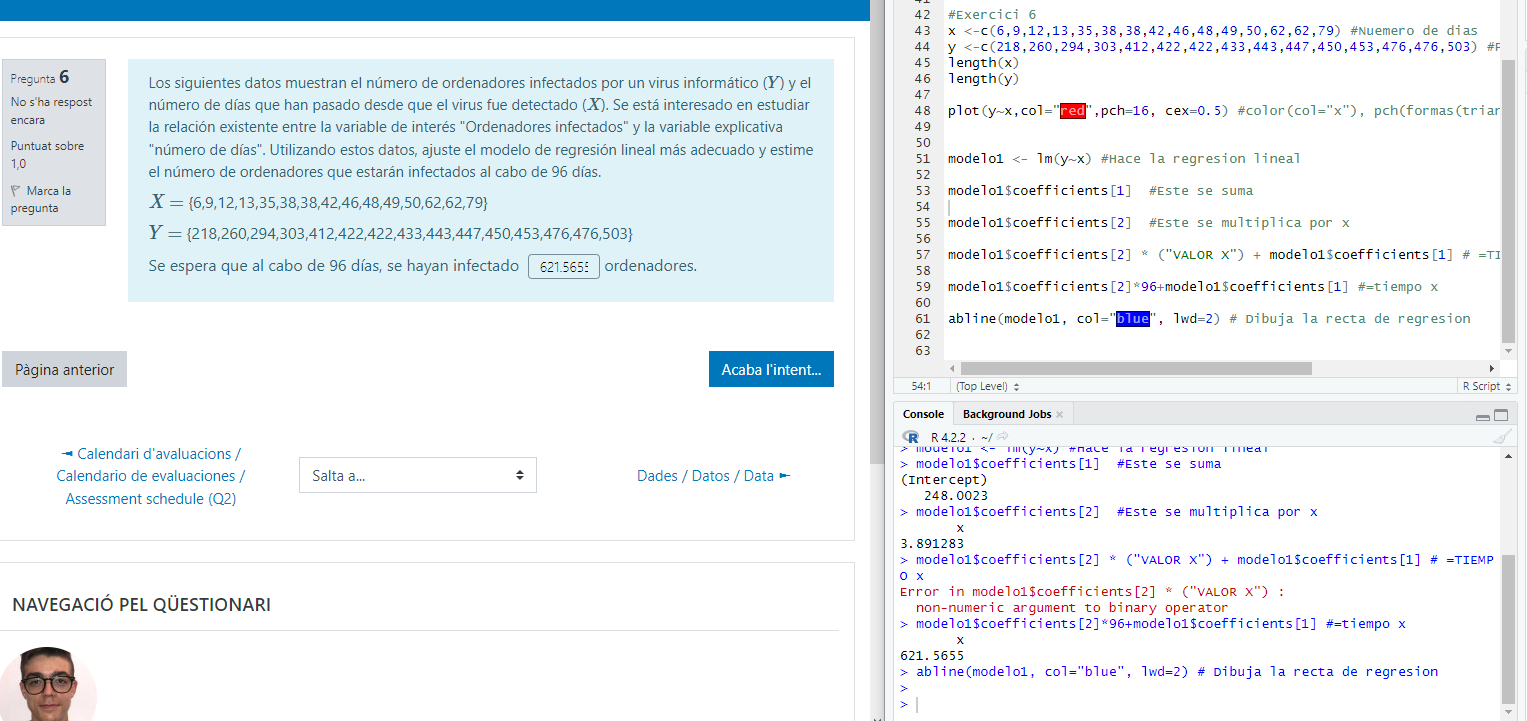 Pregunta 6
No s'ha respost
encara
Puntuat sobre
1,0
Marca la
pregunta
Los siguientes datos muestran el número de ordenadores infectados por un virus informático (Y) y el
número de días que han pasado desde que el virus fue detectado (X). Se está interesado en estudiar
la relación existente entre la variable de interés "Ordenadores infectados" y la variable explicativa
"número de días". Utilizando estos datos, ajuste el modelo de regresión lineal más adecuado y estime
el número de ordenadores que estarán infectados al cabo de 96 días.
X = {6,9,12,13,35,38,38,42,46,48,49,50,62,62,79}
Y = {218,260,294,303,412,422,422,433,443,447,450,453,476,476,503}
Se espera que al cabo de 96 días, se hayan infectado 621.5655 ordenadores.
Pàgina anterior
Acaba l'intent...
◄ Calendari d'avaluacions /
Calendario de evaluaciones /
Assessment schedule (Q2)
Salta a...
Dades / Datos / Data ►
NAVEGACIÓ PEL QÜESTIONARI
42 #Exercici 6
43 x <-c(6,9,12,13,35,38,38,42,46,48,49,50,62,62,79) #Nuemero de dias
44 y <-c(218,260,294,303,412,422,422,433,443,447,450,453,476,476,503)
45 length(x)
46 length(y)
47
48 plot(y~x,col="red",pch=16, cex=0.5) #color(col="x"), pch(formas(trian
49
50
51 modelo1 <- lm(y~x) #Hace la regresion lineal
52
53 modelo1$coefficients[1]  #Este se suma
54
55 modelo1$coefficients[2]  #Este se multiplica por x
56
57 modelo1$coefficients[2] * ("VALOR X") + modelo1$coefficients[1] # =TI
58
59 modelo1$coefficients[2]*96+modelo1$coefficients[1] #=tiempo x
60
61 abline(modelo1, col="blue", lwd=2) # Dibuja la recta de regresion
62
63
54:1 (Top Level) R Script
Console Background Jobs
R 4.2.2 · ~/
> modelo1 <- lm(y~x) #Hace la regresion lineal
> modelo1$coefficients[1]  #Este se suma
(Intercept)
248.0023
> modelo1$coefficients[2]  #Este se multiplica por x
x
3.891283
> modelo1$coefficients[2] * ("VALOR X") + modelo1$coefficients[1] # =TIEMP
O x
Error in modelo1$coefficients[2] * ("VALOR X") :
non-numeric argument to binary operator
> modelo1$coefficients[2]*96+modelo1$coefficients[1] #=tiempo x
x
621.5655
> abline(modelo1, col="blue", lwd=2) # Dibuja la recta de regresion
>
>